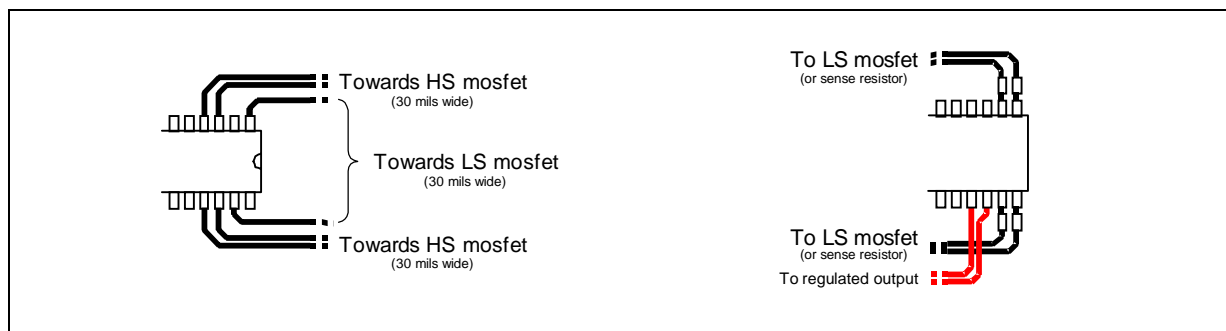 Towards HS mosfet
(30 mils wide)
Towards LS mosfet
(30 mils wide)
Towards HS mosfet
(30 mils wide)
To LS mosfet
(or sense resistor)
To LS mosfet
(or sense resistor)
To regulated output